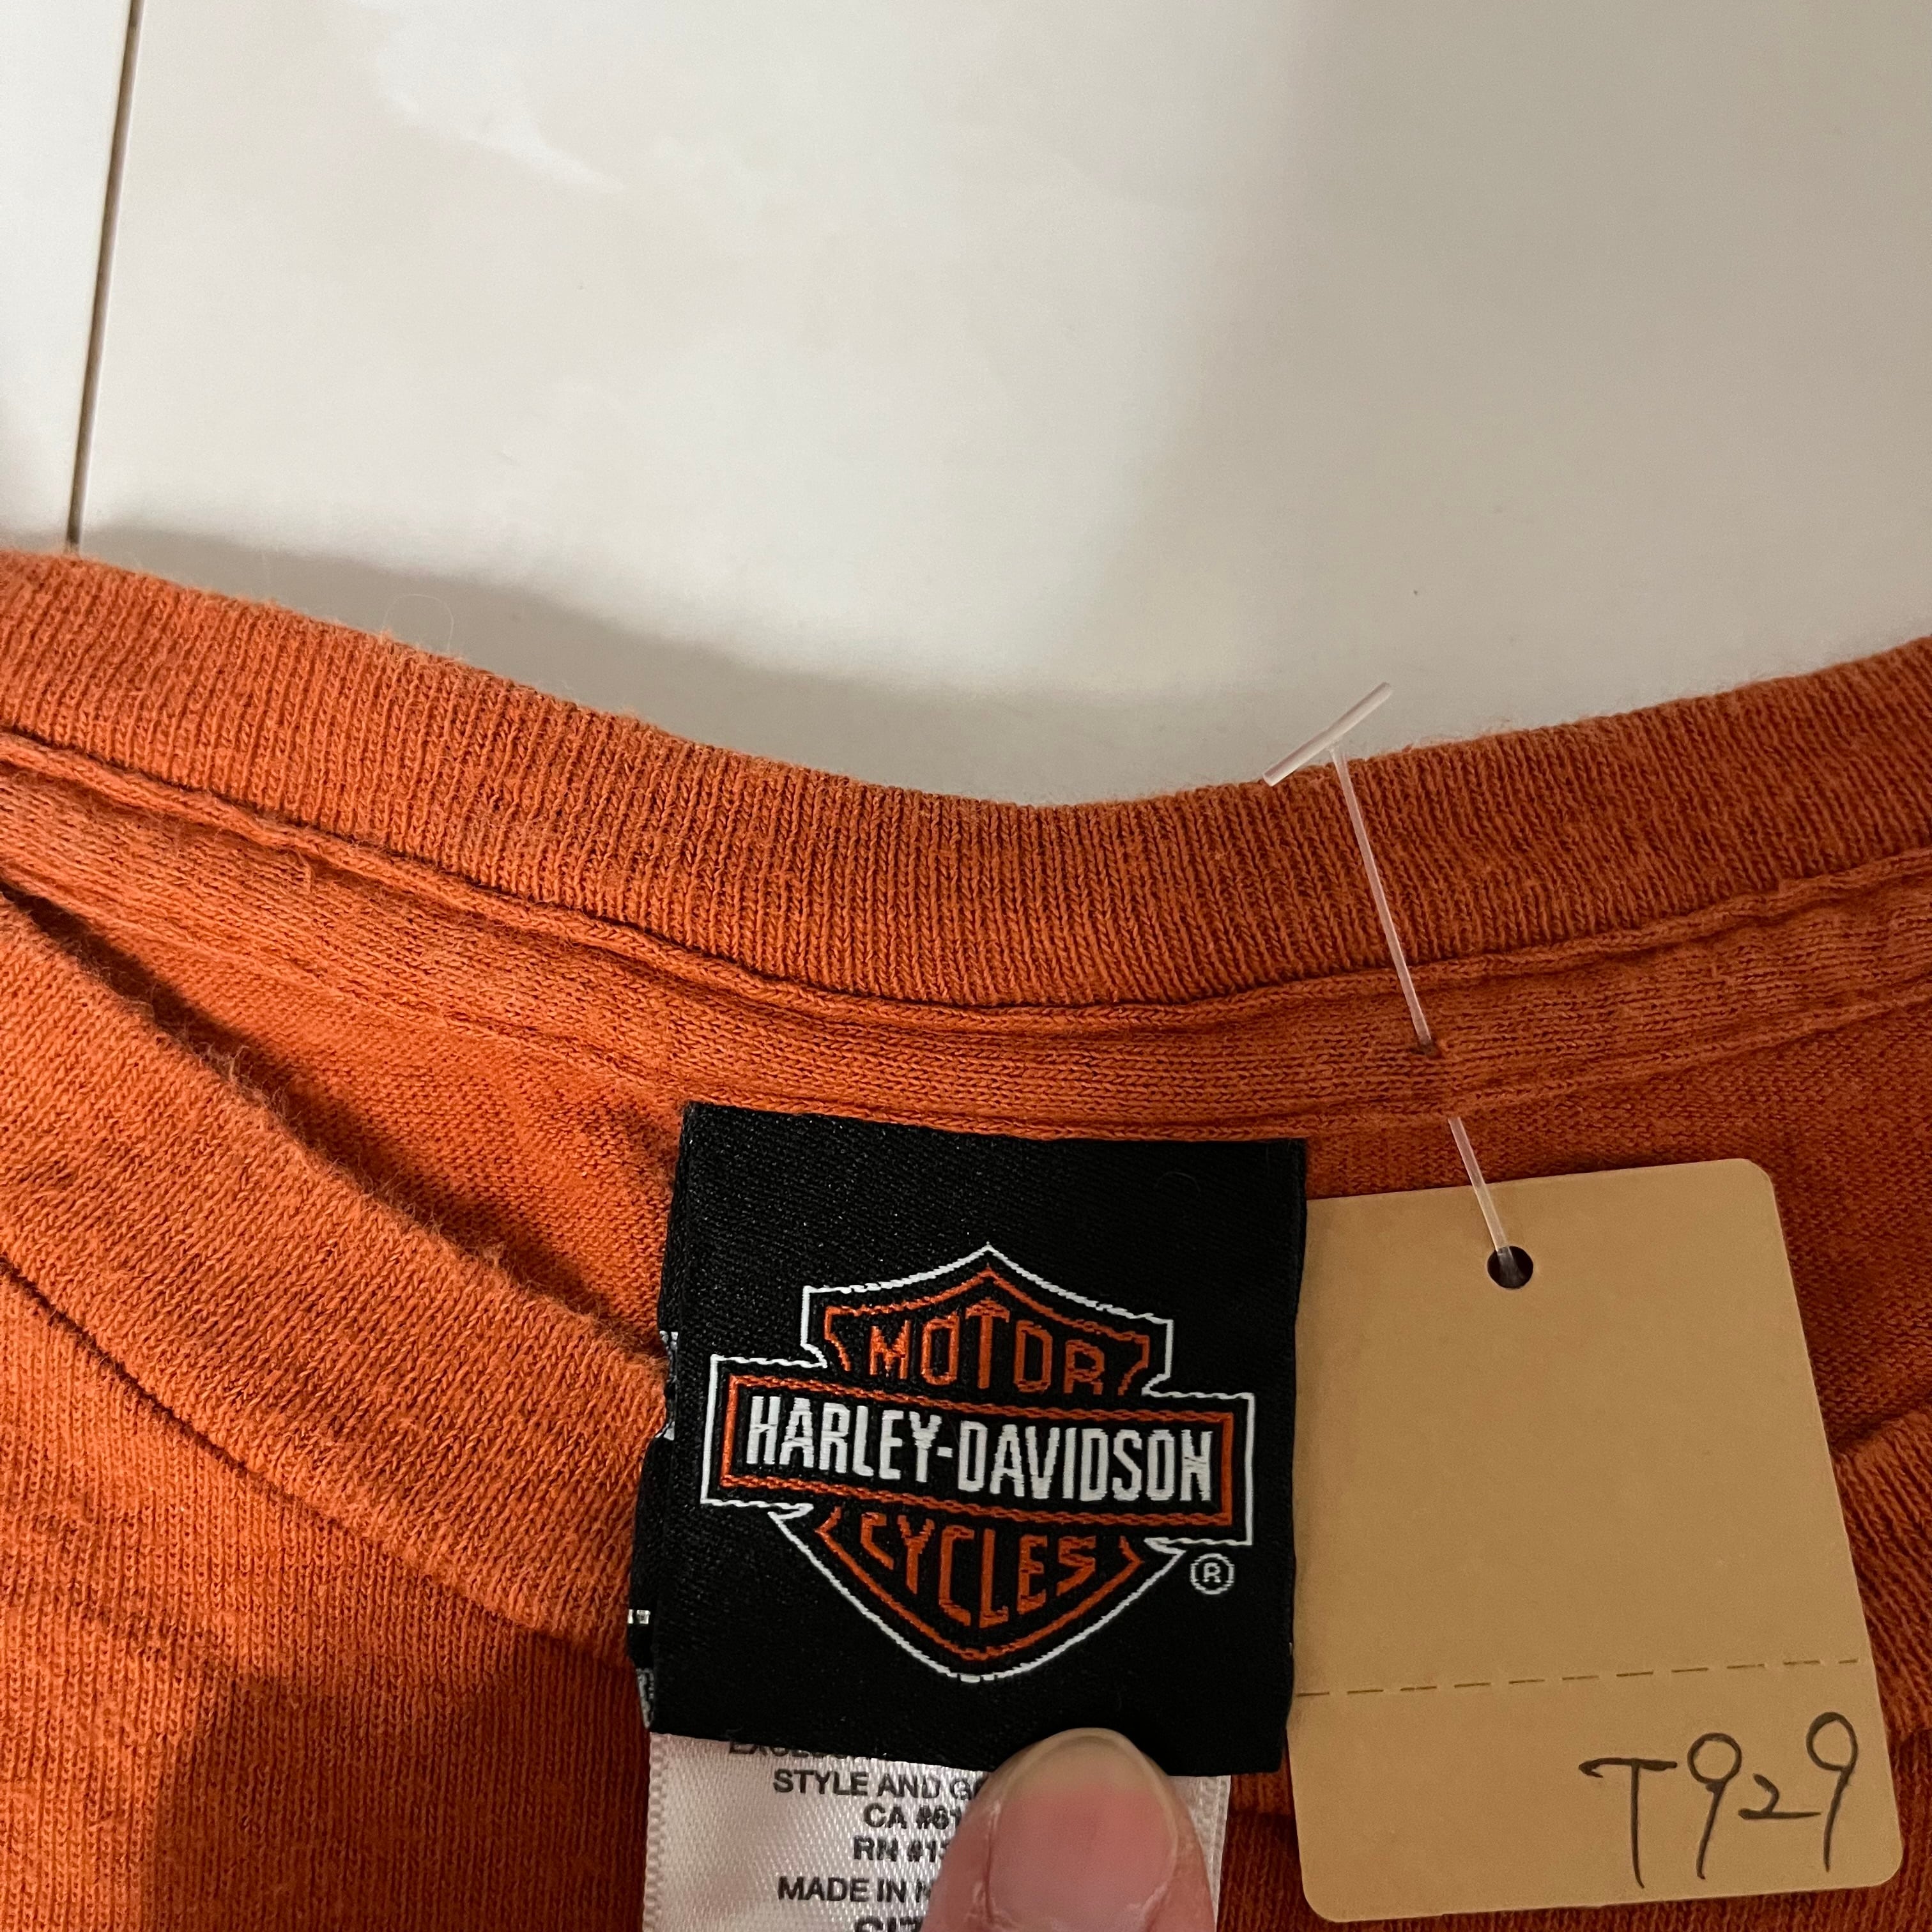 MOTOR
HARLEY-DAVIDSON
CYCLES
®
STYLE AND
CA
RN
MADE IN
T929